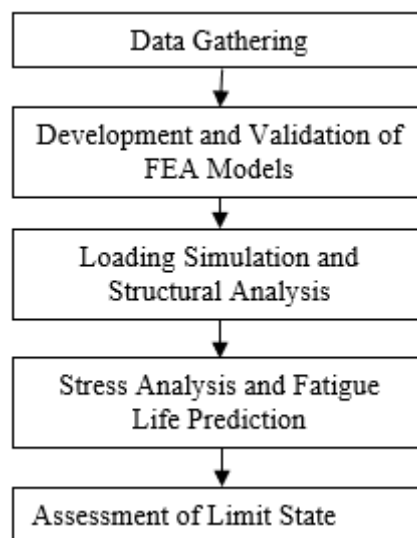 Data Gathering
Development and Validation of
FEA Models
Loading Simulation and
Structural Analysis
Stress Analysis and Fatigue
Life Prediction
Assessment of Limit State